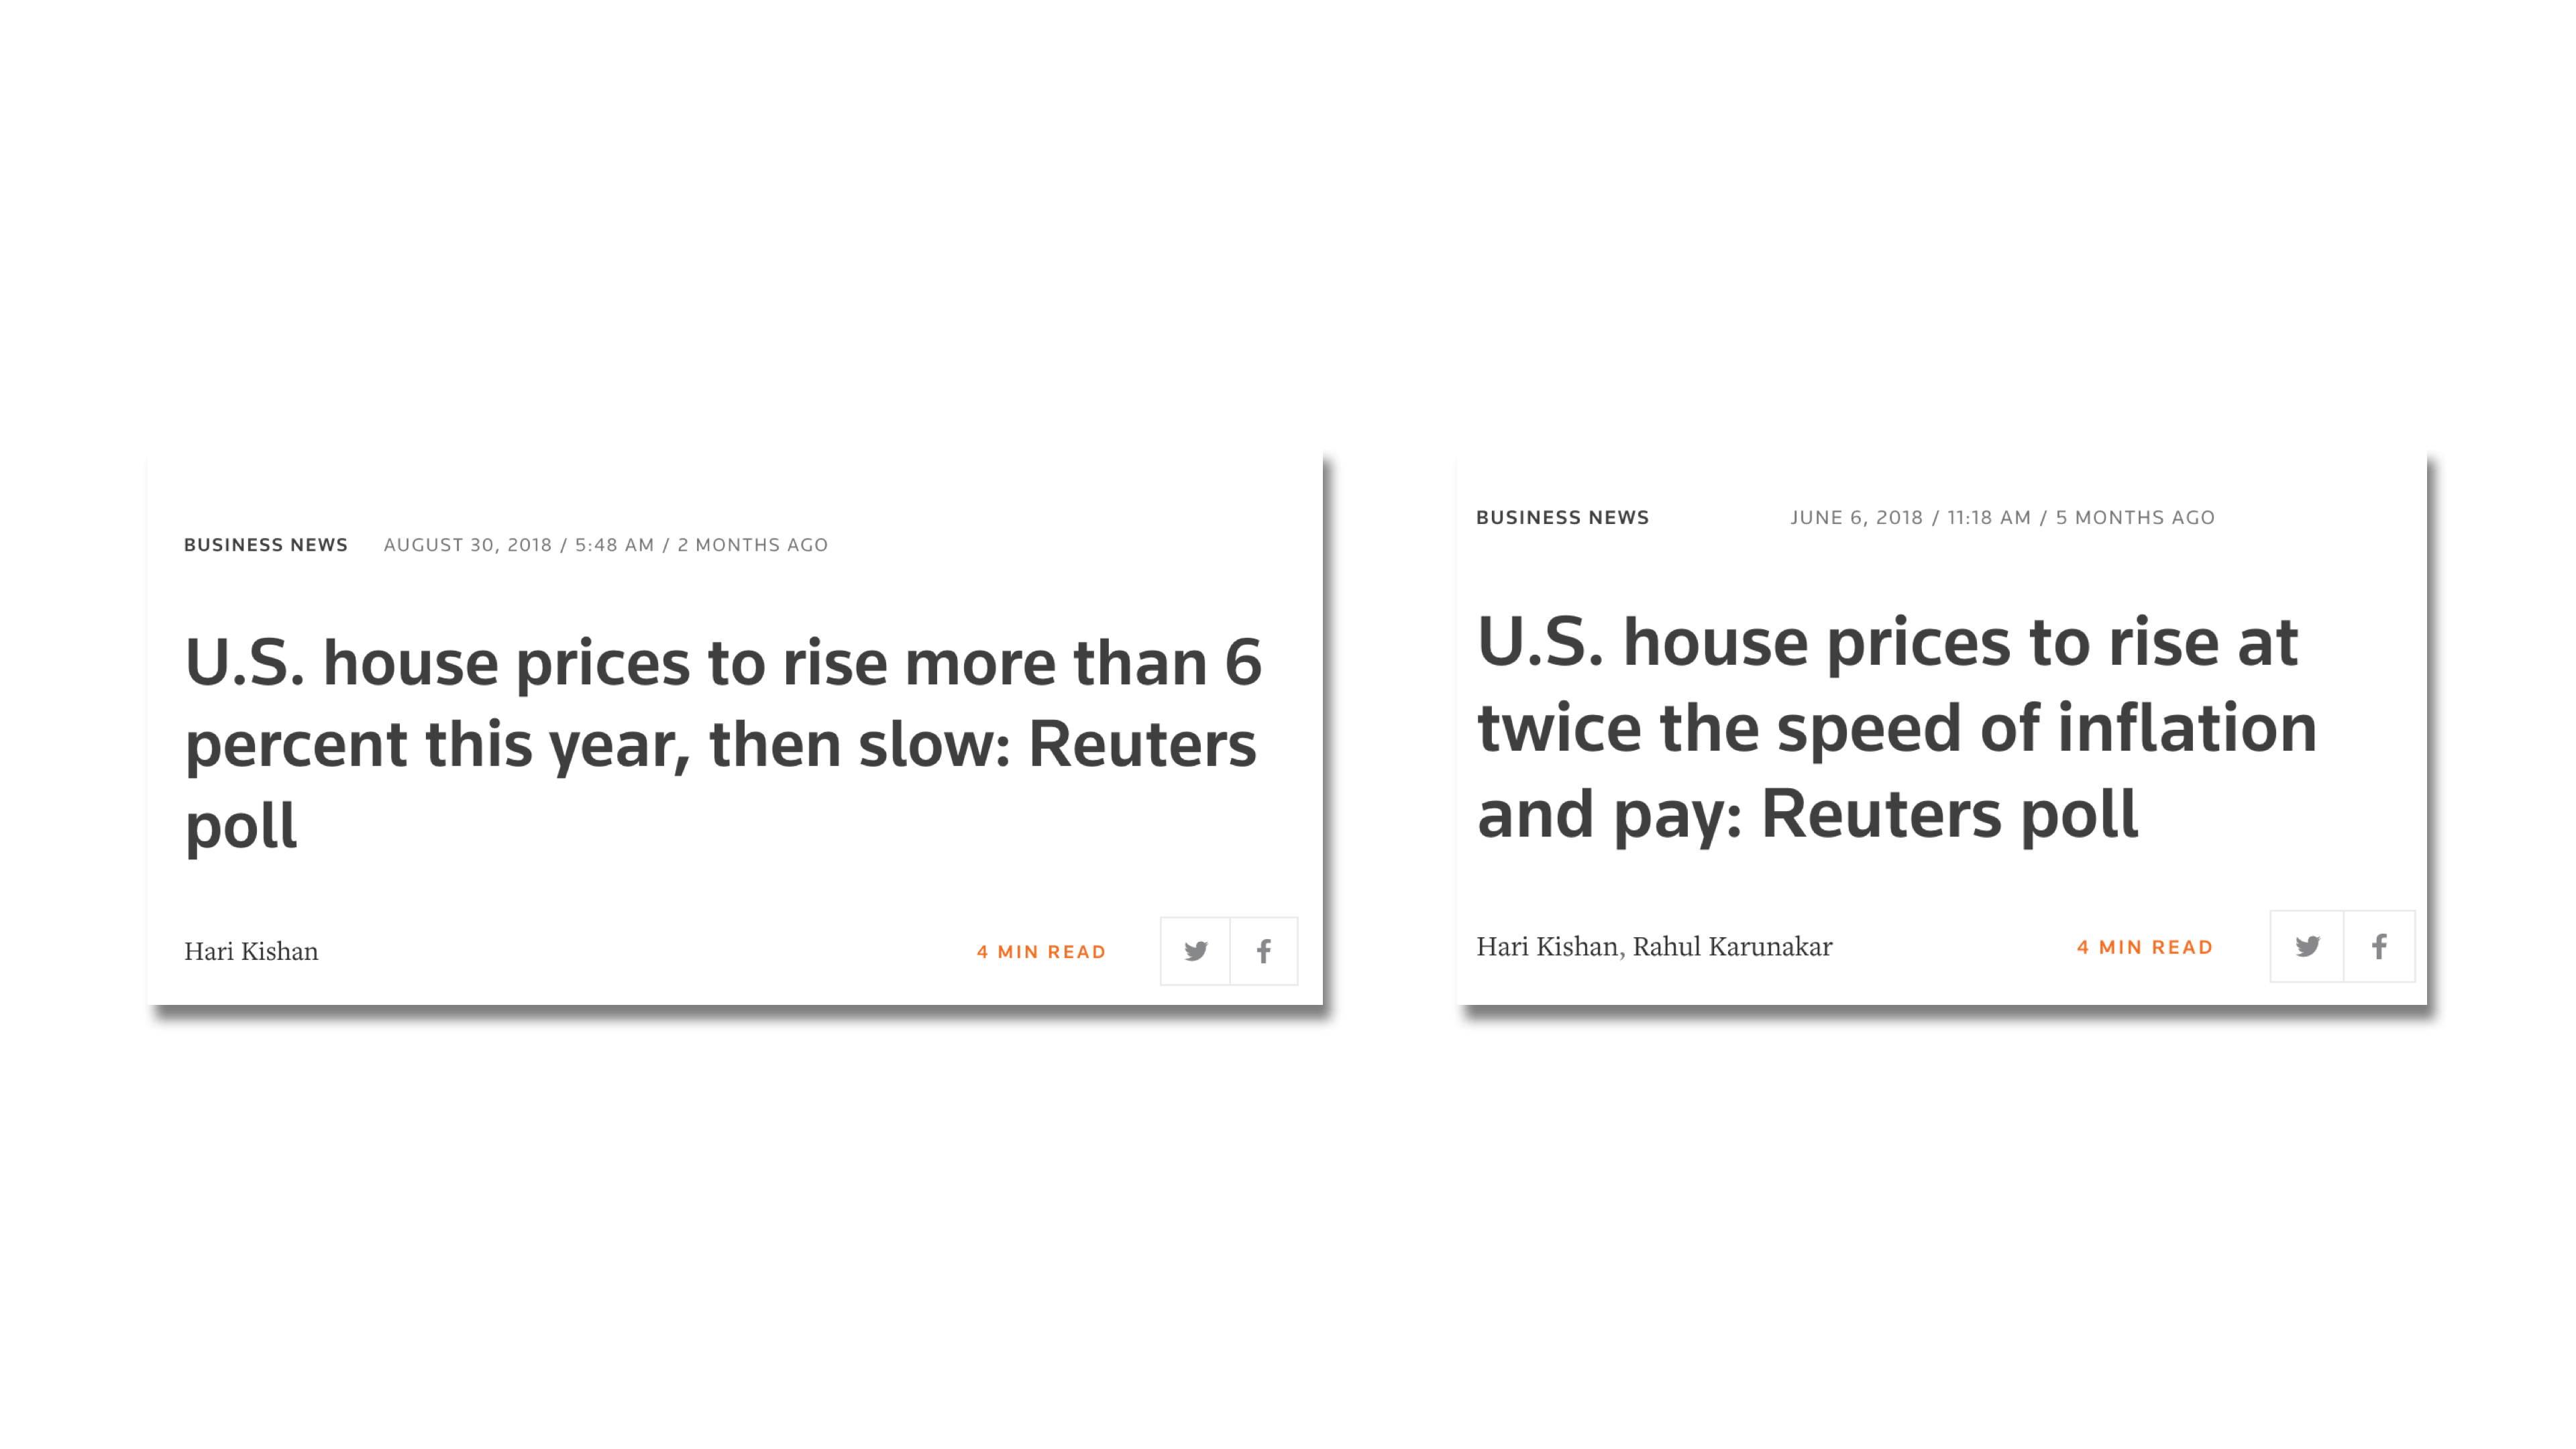 BUSINESS NEWS AUGUST 30, 2018 / 5:48 AM / 2 MONTHS AGO
U.S. house prices to rise more than 6
percent this year, then slow: Reuters
poll
Hari Kishan
4 MIN READ
BUSINESS NEWS JUNE 6, 2018 / 11:18 AM / 5 MONTHS AGO
U.S. house prices to rise at
twice the speed of inflation
and pay: Reuters poll
Hari Kishan, Rahul Karunakar
4 MIN READ